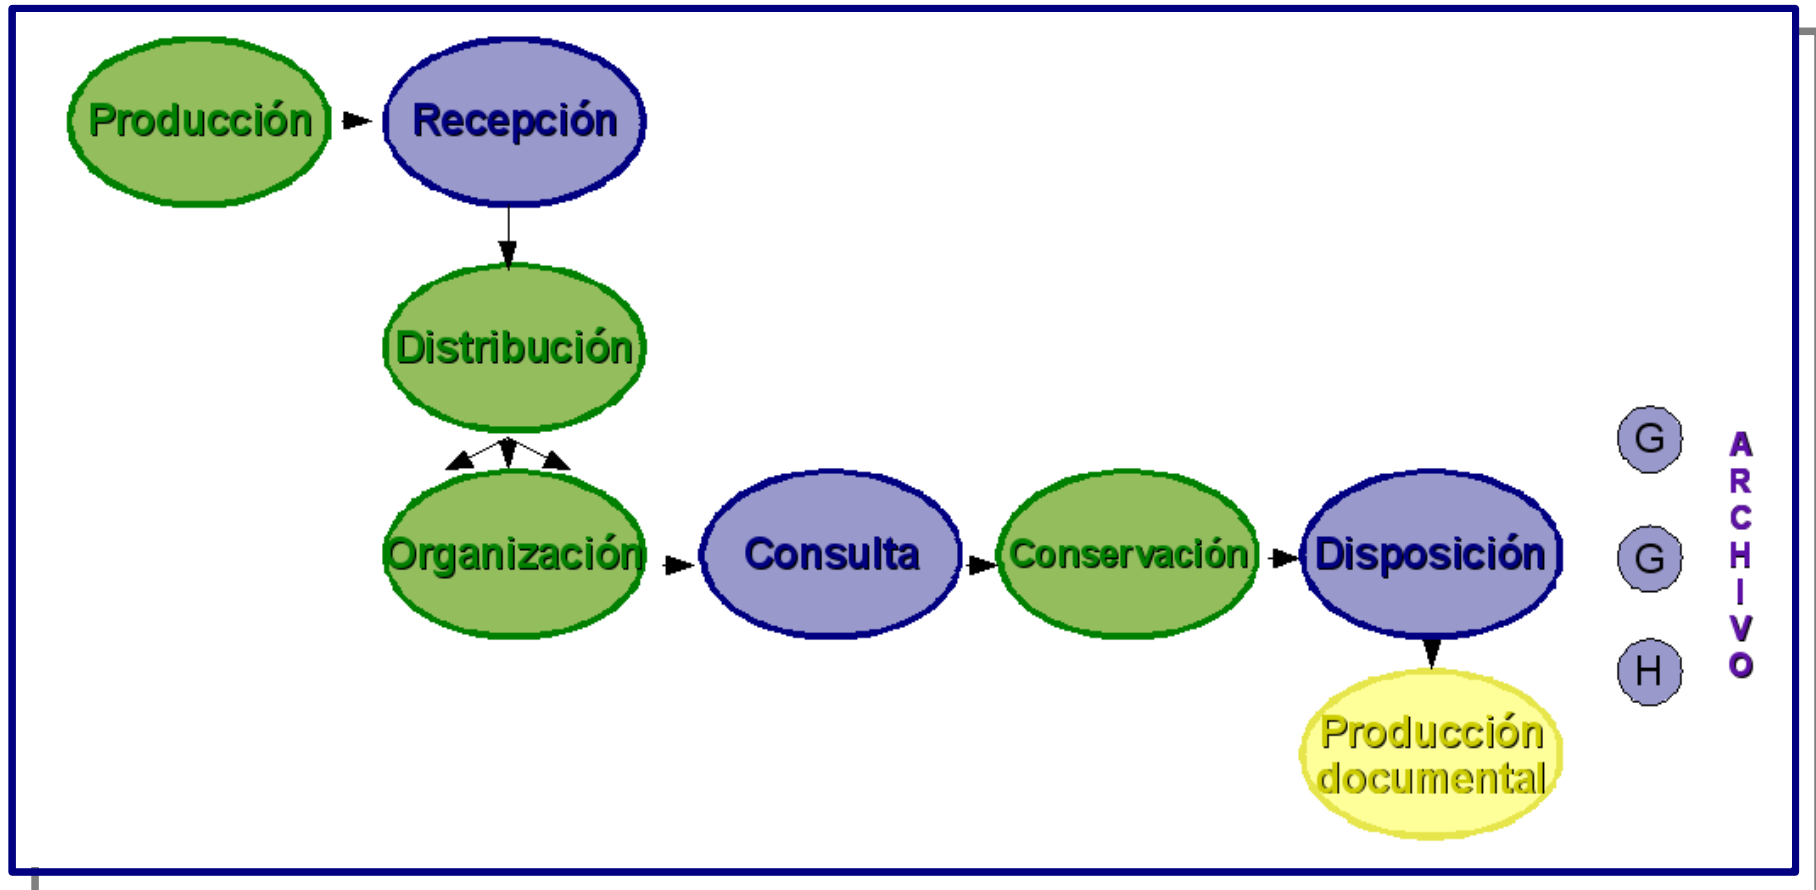 Producción
Recepción
Distribución
Organización
Consulta
Conservación
Disposición
Producción
documental
G
G
H
A
R
C
H
I
V
O